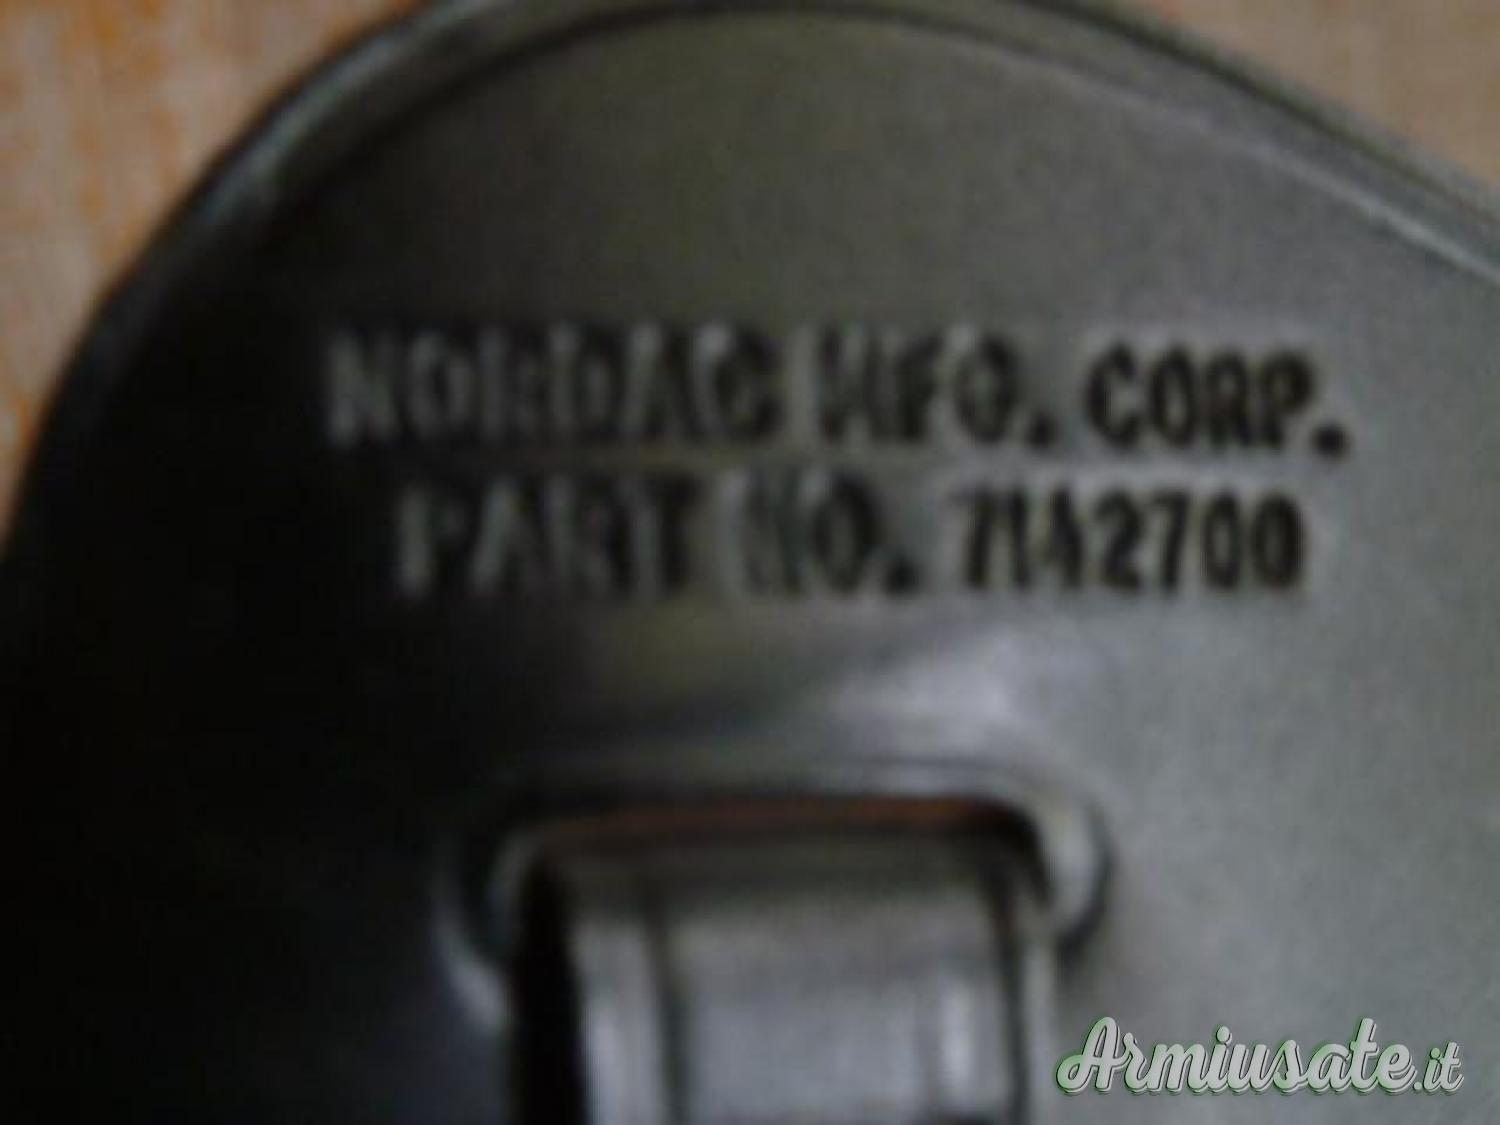 NORDAC MFG. CORP.
PART NO. 7142700
Armiusate.it